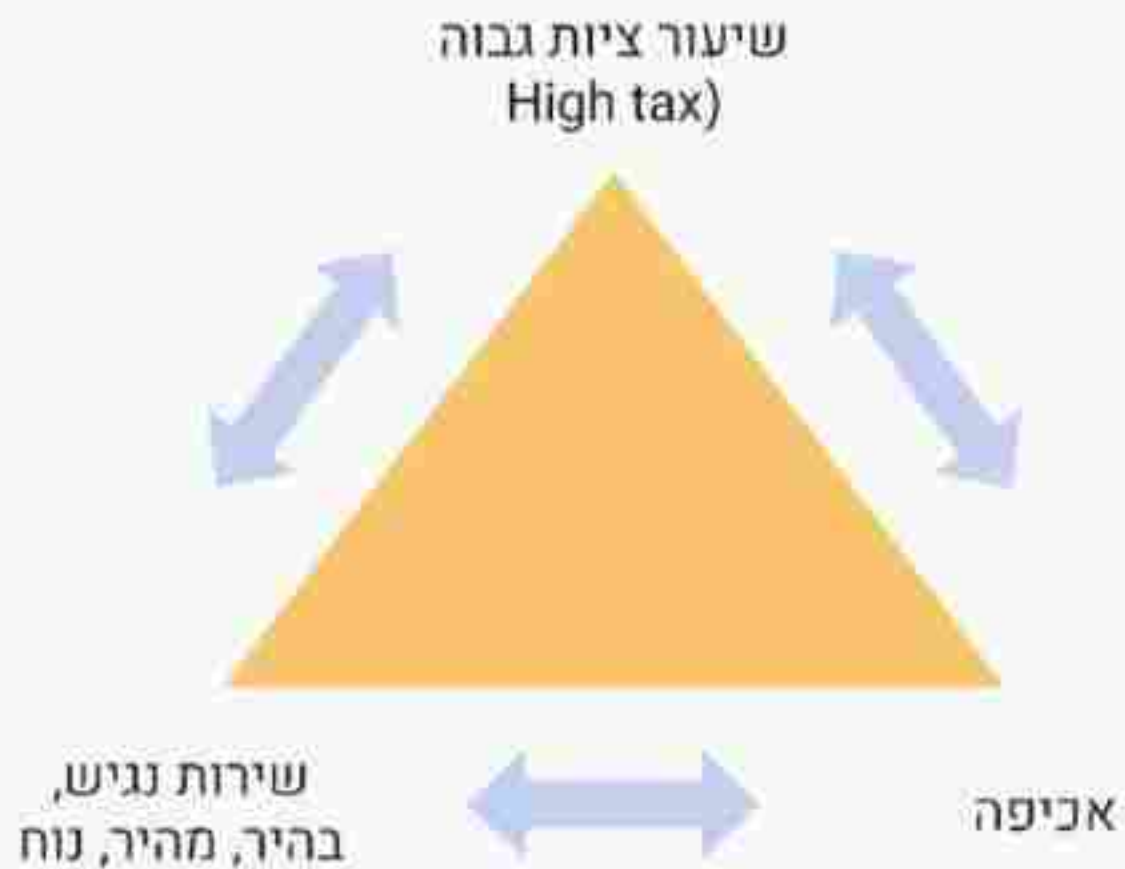 שיעור ציות גבוה
High tax)
אכיפה
שירות נגיש,
בהיר, מהיר, נוח